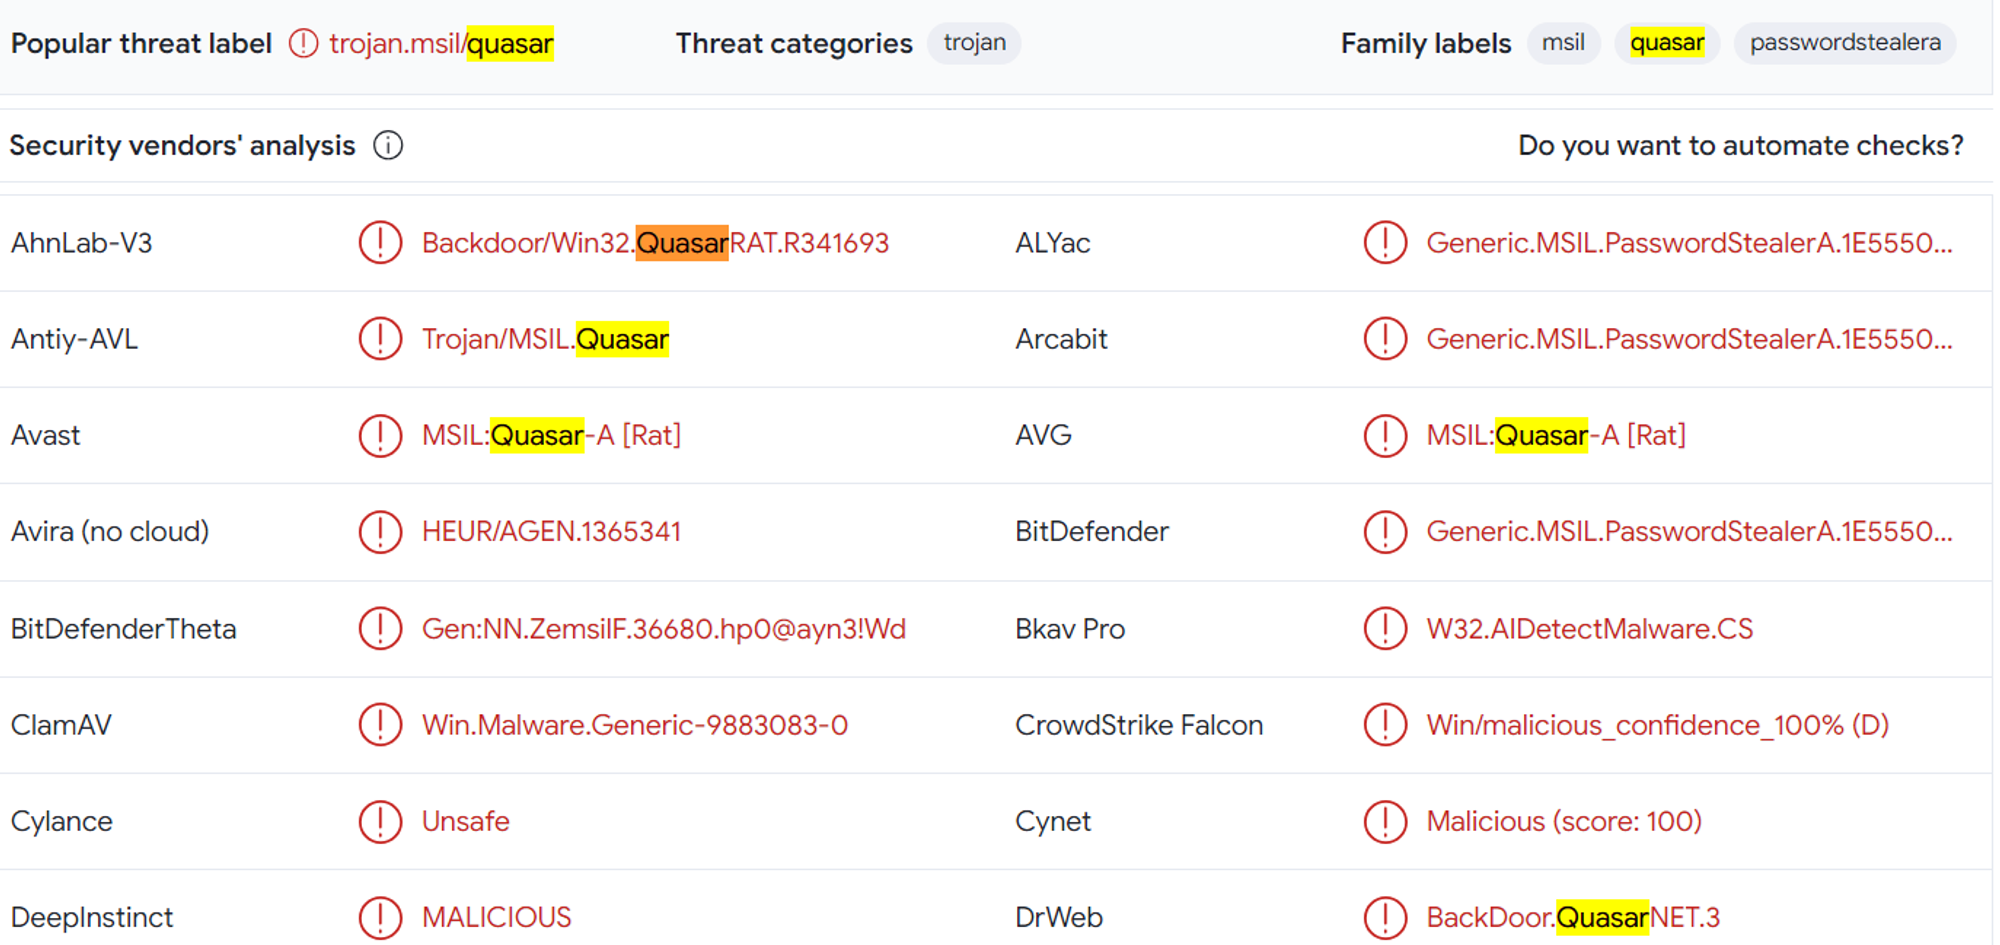 Popular threat label trojan.msil/quasar Threat categories trojan Family labels msil quasar passwordstealera
Security vendors' analysis Do you want to automate checks?
AhnLab-V3 Backdoor/Win32.QuasarRAT.R341693 ALYac Generic.MSIL.PasswordStealerA.1E5550...
Antiy-AVL Trojan/MSIL.Quasar Arcabit Generic.MSIL.PasswordStealerA.1E5550...
Avast MSIL:Quasar-A [Rat] AVG MSIL:Quasar-A [Rat]
Avira (no cloud) HEUR/AGEN.1365341 BitDefender Generic.MSIL.PasswordStealerA.1E5550...
BitDefenderTheta Gen:NN.ZemsilF.36680.hp0@ayn3!Wd Bkav Pro W32.AIDetectMalware.CS
ClamAV Win.Malware.Generic-9883083-0 CrowdStrike Falcon Win/malicious_confidence_100% (D)
Cylance Unsafe Cynet Malicious (score: 100)
DeepInstinct MALICIOUS DrWeb BackDoor.QuasarNET.3